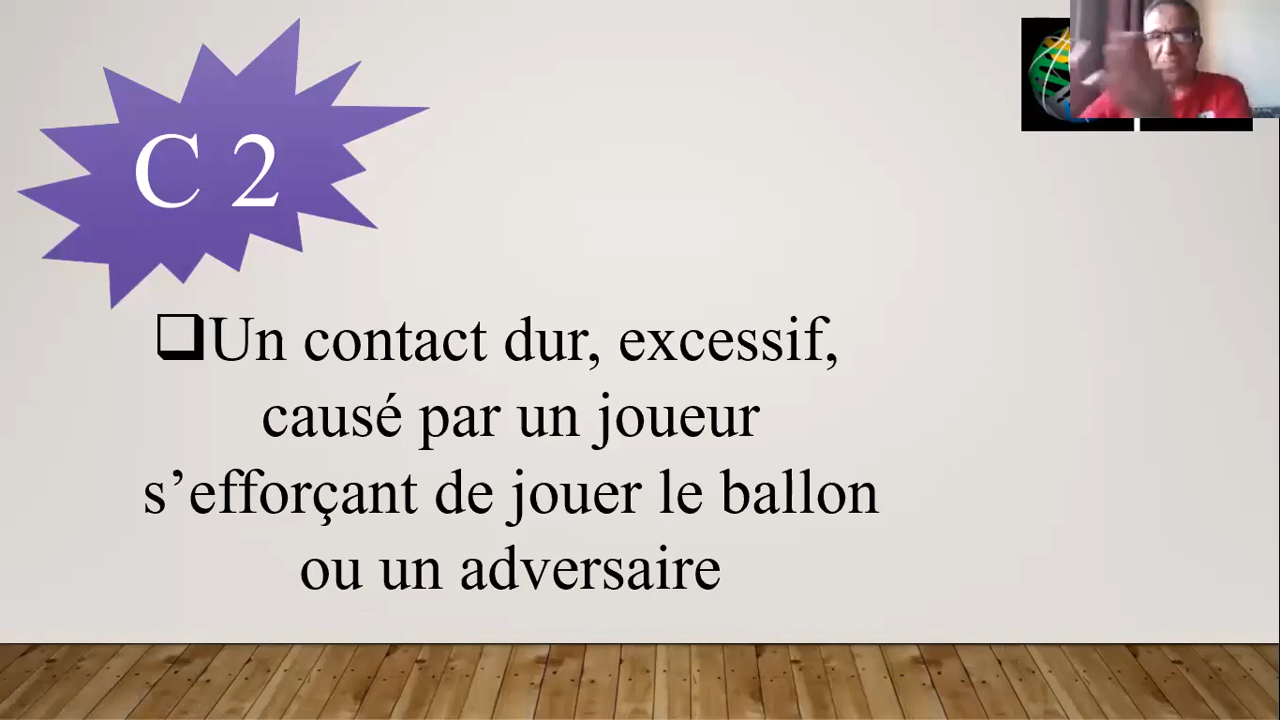 C 2
❑Un contact dur, excessif,
causé par un joueur
s’efforçant de jouer le ballon
ou un adversaire